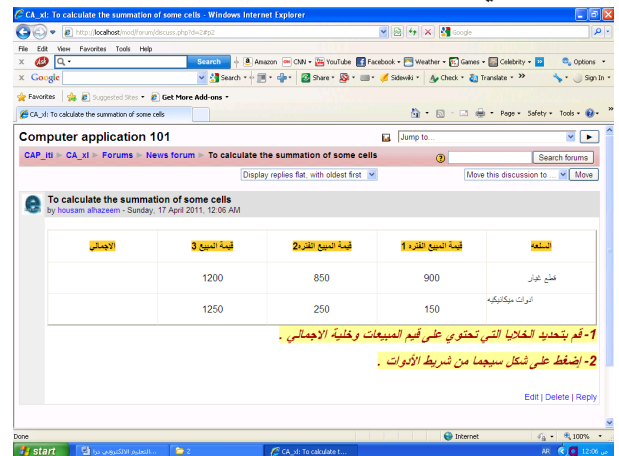 CA_xl: To calculate the summation of some cells - Windows Internet Explorer
http://localhost/mod/forum/discuss.php?d=2#p2
Google
File Edit View Favorites Tools Help
Search Amazon CNN YouTube Facebook Weather Games Celebrity Options
Google Search Share Sidewiki Check Translate Sign In
Favorites Suggested Sites Get More Add-ons
CA_xl: To calculate the summation of some cells
Page Safety Tools
Computer application 101
Jump to...
CAP_iti CA_xl Forums News forum To calculate the summation of some cells
Search forums
Display replies flat, with oldest first
Move this discussion to ... Move
To calculate the summation of some cells
by housam alhazeem - Sunday, 17 April 2011, 12:06 AM
السلعة قيمة المبيع الفتره 1 قيمة المبيع الفتره2 قيمة المبيع 3 الاجمالي
قطع غيار 900 850 1200
ادوات ميكانيكيه 150 250 1250
1- قم بتحديد الخلايا التي تحتوي على قيم المبيعات وخلية الاجمالي .
2- إضغط على شكل سيجما من شريط الأدوات .
Edit | Delete | Reply
Done Internet 100%
start 2 CA_xl: To calculate t... AR 12:06